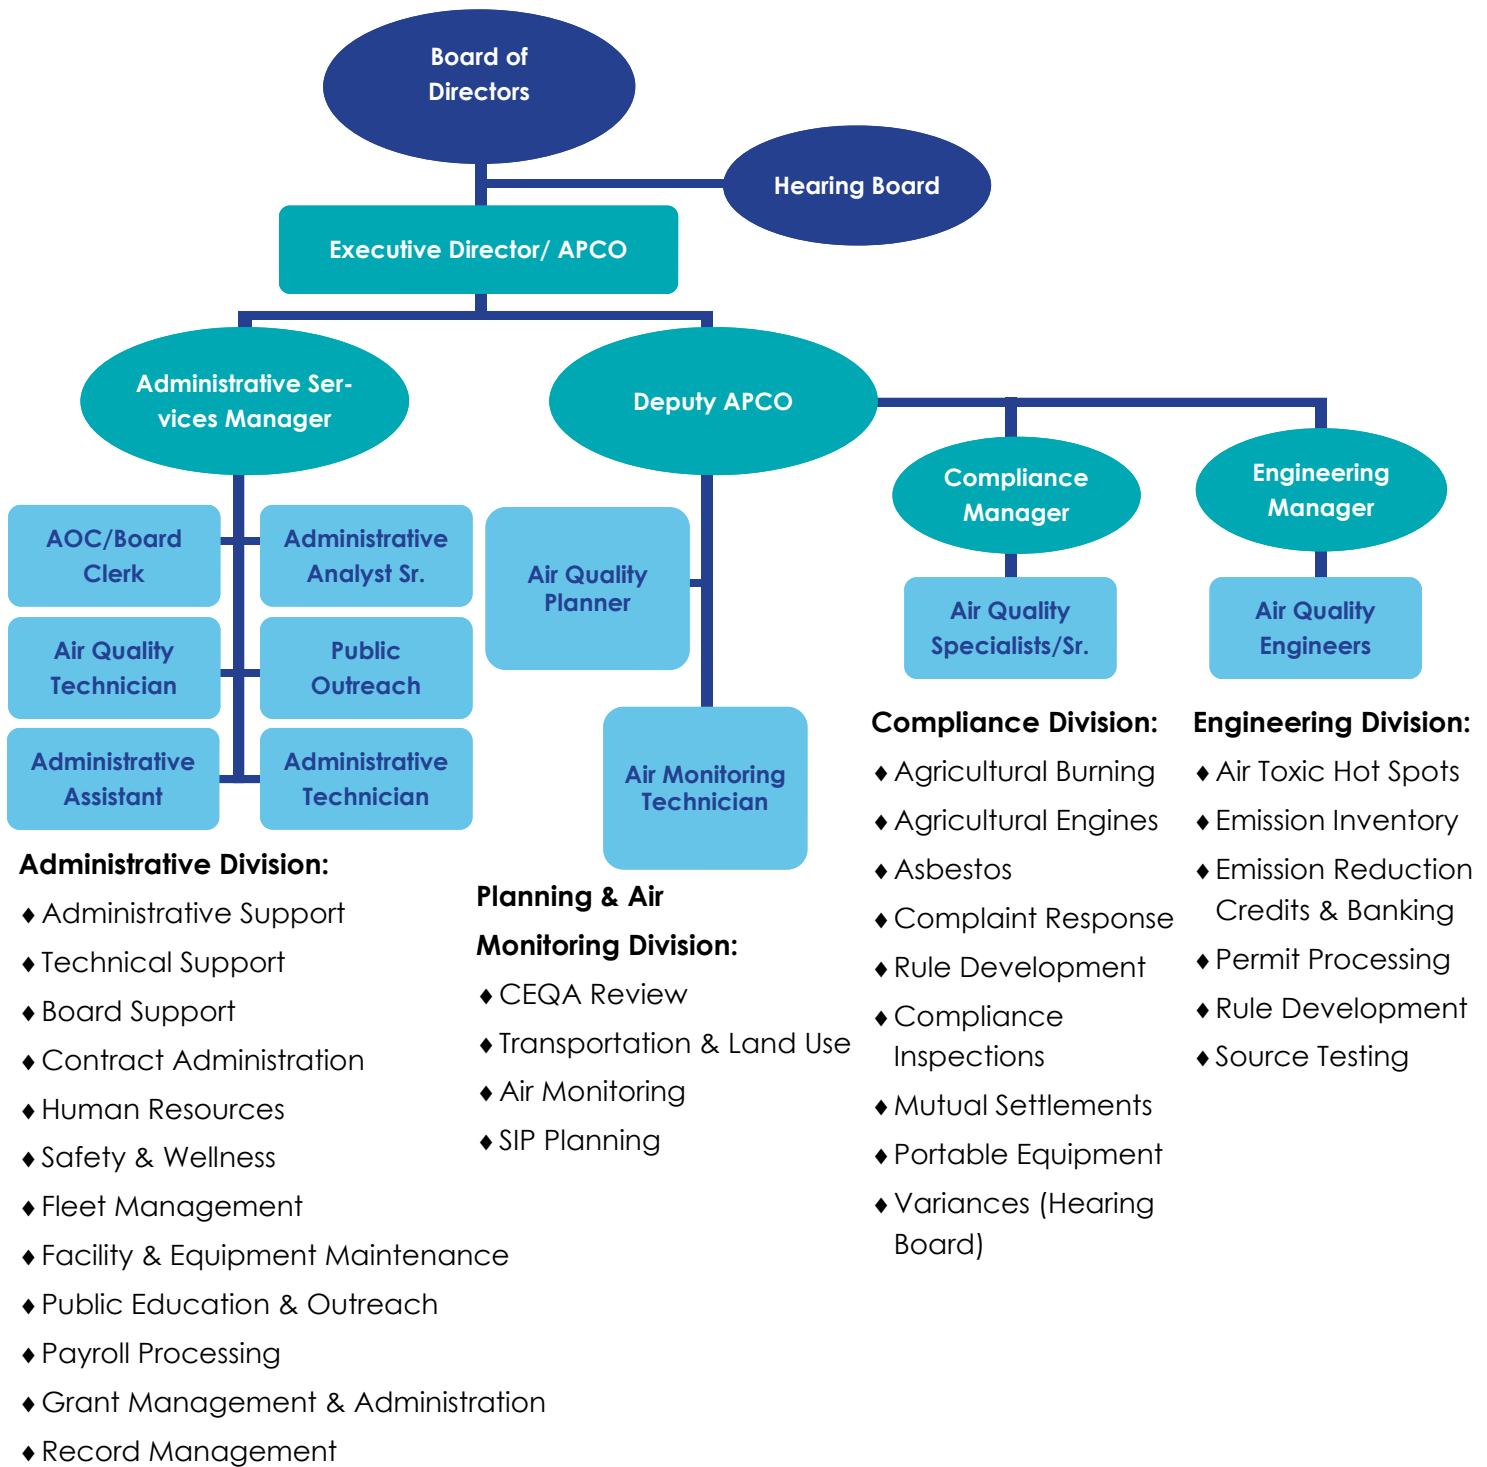 Board of
Directors
Hearing Board
Executive Director/ APCO
Administrative Ser-
vices Manager
Deputy APCO
Compliance
Manager
Engineering
Manager
AOC/Board
Clerk
Administrative
Analyst Sr.
Air Quality
Technician
Public
Outreach
Administrative
Assistant
Administrative
Technician
Air Quality
Planner
Air Monitoring
Technician
Air Quality
Specialists/Sr.
Air Quality
Engineers
Administrative Division:
♦Administrative Support
♦Technical Support
♦Board Support
♦Contract Administration
♦Human Resources
♦Safety & Wellness
♦Fleet Management
♦Facility & Equipment Maintenance
♦Public Education & Outreach
♦Payroll Processing
♦Grant Management & Administration
♦Record Management
Planning & Air
Monitoring Division:
♦CEQA Review
♦Transportation & Land Use
♦Air Monitoring
♦SIP Planning
Compliance Division:
♦Agricultural Burning
♦Agricultural Engines
♦Asbestos
♦Complaint Response
♦Rule Development
♦Compliance
Inspections
♦Mutual Settlements
♦Portable Equipment
♦Variances (Hearing
Board)
Engineering Division:
♦Air Toxic Hot Spots
♦Emission Inventory
♦Emission Reduction
Credits & Banking
♦Permit Processing
♦Rule Development
♦Source Testing